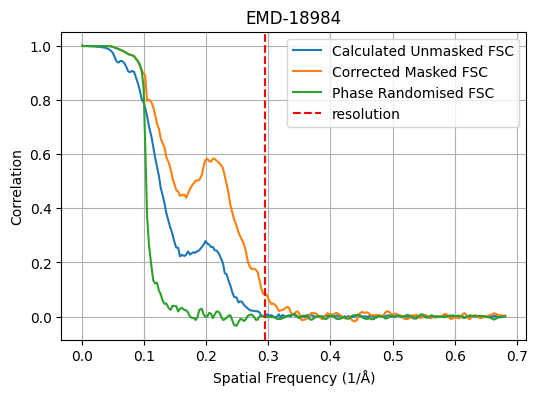 EMD-18984
Calculated Unmasked FSC
Corrected Masked FSC
Phase Randomised FSC
resolution
Correlation
1.0
0.8
0.6
0.4
0.2
0.0
0.0 0.1 0.2 0.3 0.4 0.5 0.6 0.7
Spatial Frequency (1/Å)